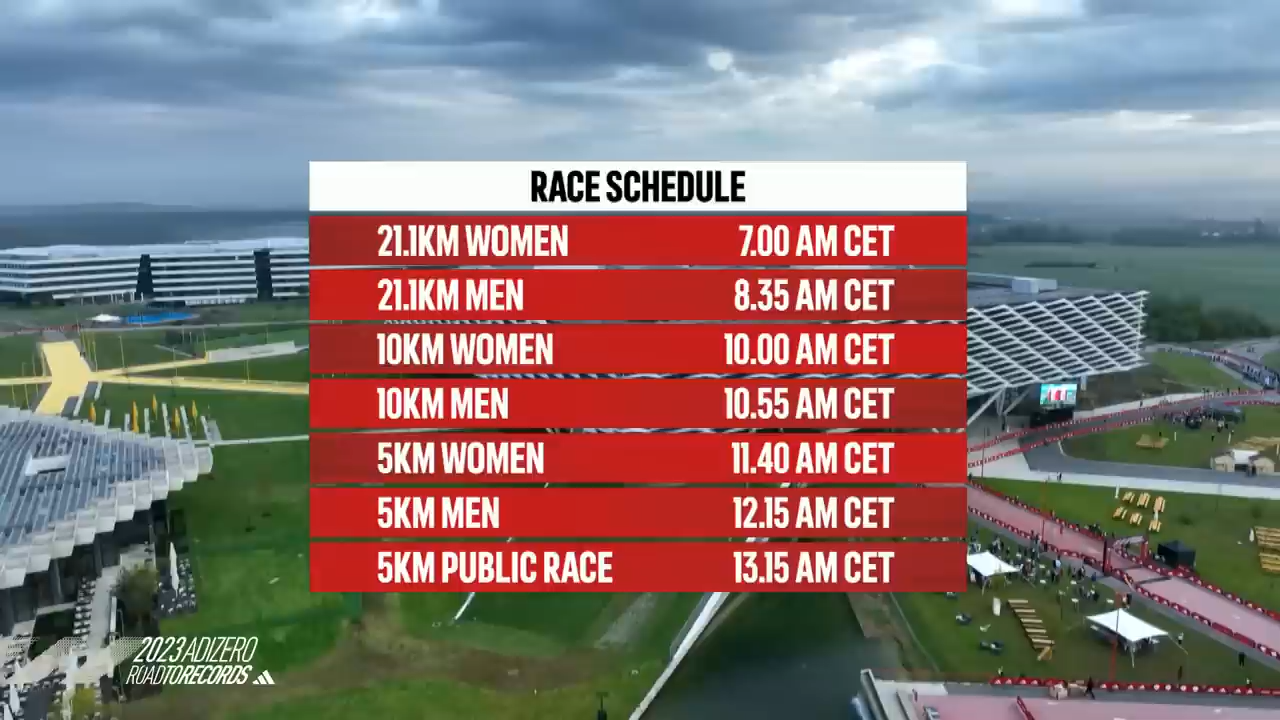 RACE SCHEDULE
21.1KM WOMEN 7.00 AM CET
21.1KM MEN 8.35 AM CET
10KM WOMEN 10.00 AM CET
10KM MEN 10.55 AM CET
5KM WOMEN 11.40 AM CET
5KM MEN 12.15 AM CET
5KM PUBLIC RACE 13.15 AM CET
2023 ADIZERO
ROADTORECORDS